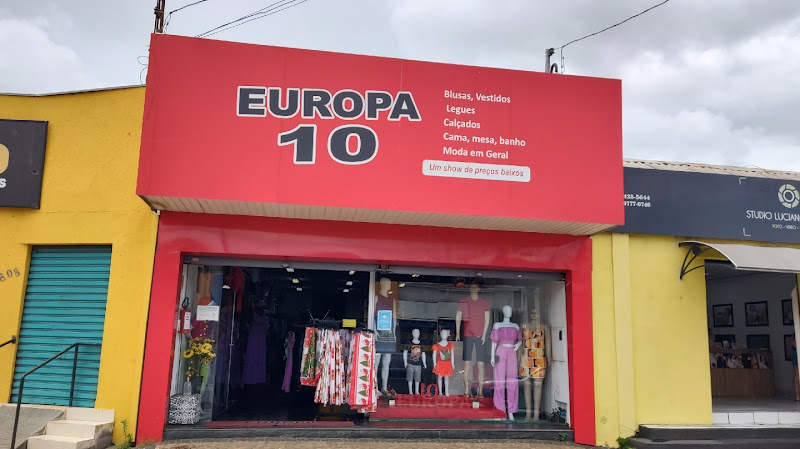 EUROPA
10
Blusas, Vestidos
Legues
Calçados
Cama, mesa, banho
Moda em Geral
Um show de preços baixos
STUDIO LUCIAN